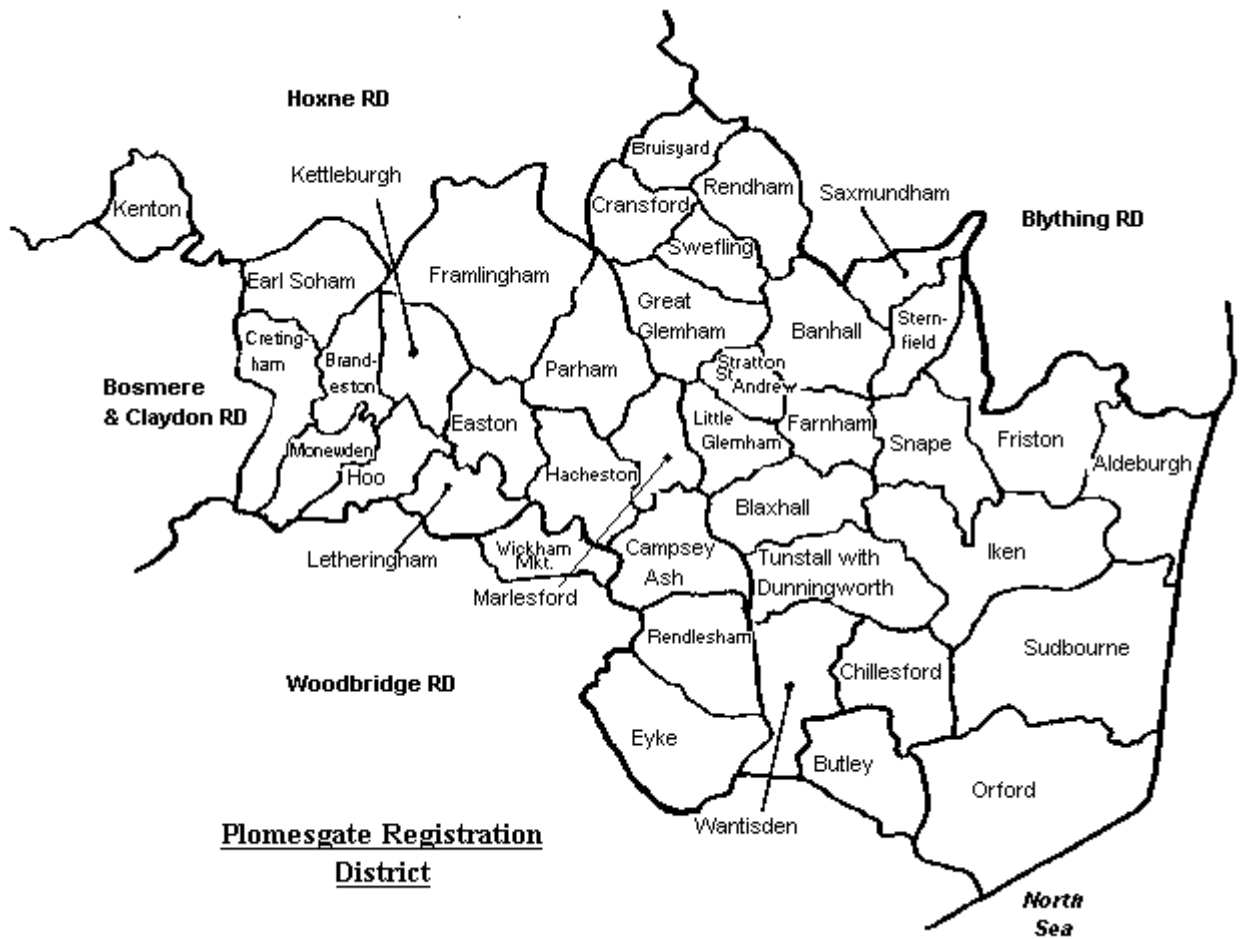 Hoxne RD
Bruisyard
Kettleburgh
Rendham
Saxmundham
Kenton
Cransford
Blything RD
Swefling
Earl Soham
Framlingham
Great
Glemham
Banhall
Stern-
field
Creting-
ham
Brand-
eston
Parham
Stratton
St Andrew
Bosmere
& Claydon RD
Easton
Little
Glemham
Farnham
Snape
Friston
Aldeburgh
Monewden
Hoo
Hacheston
Blaxhall
Letheringham
Wickham
Mkt.
Campsey
Ash
Tunstall with
Dunningworth
Iken
Marlesford
Rendlesham
Sudbourne
Chillesford
Woodbridge RD
Eyke
Butley
Orford
Wantisden
Plomesgate Registration
District
North
Sea